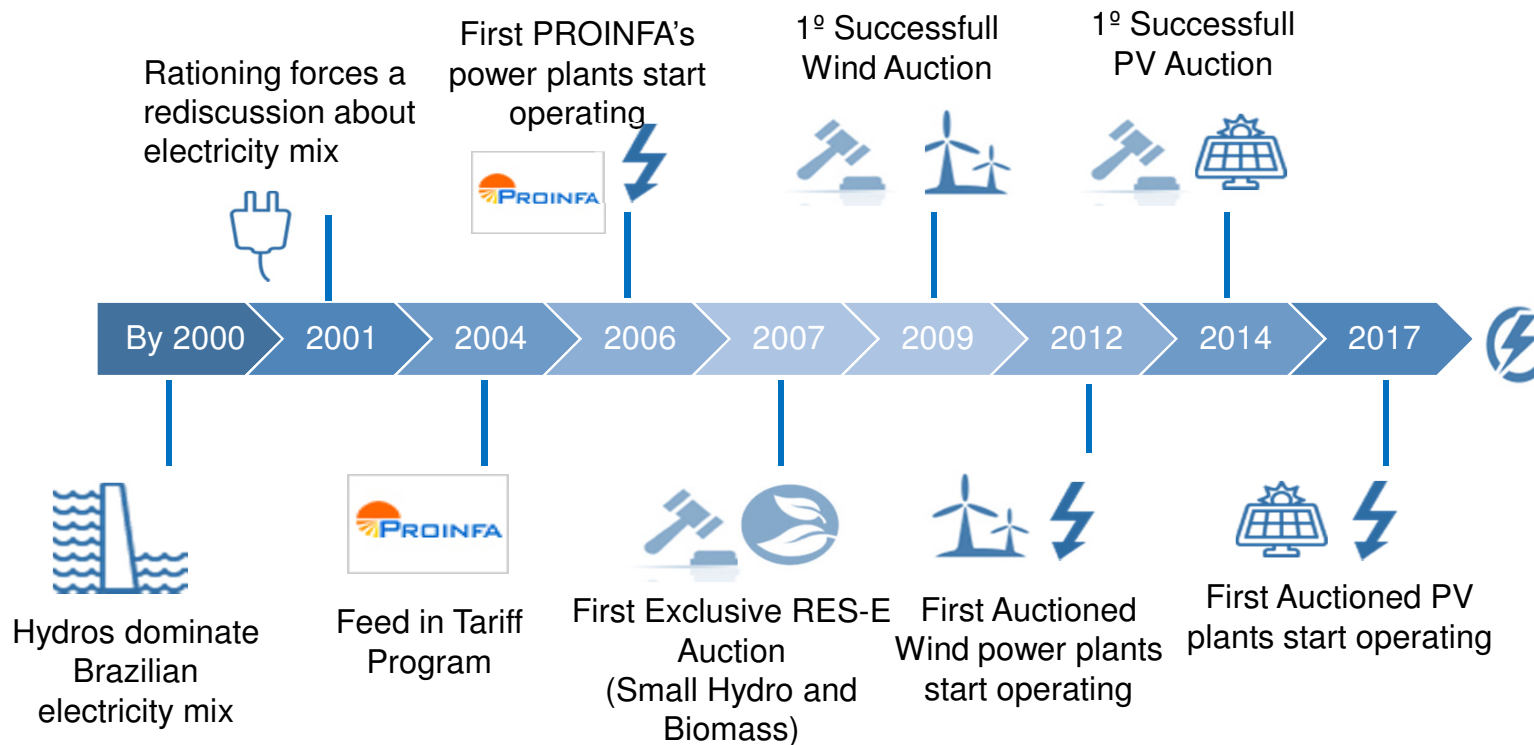 First PROINFA's
power plants start
operating
1º Successfull
Wind Auction
1º Successfull
PV Auction
Rationing forces a
rediscussion about
electricity mix
PROINFA
By 2000
2001
2004
2006
2007
2009
2012
2014
2017
Hydros dominate
Brazilian
electricity mix
PROINFA
Feed in Tariff
Program
First Exclusive RES-E
Auction
(Small Hydro and
Biomass)
First Auctioned
Wind power plants
start operating
First Auctioned PV
plants start operating